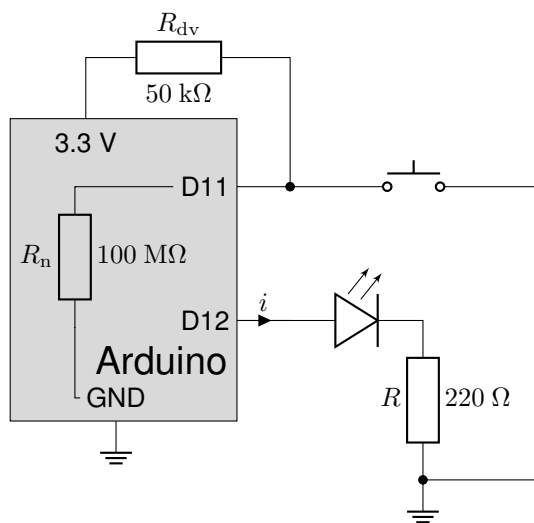 R_dv
50 kΩ
3.3 V
D11
R_n 100 MΩ
D12
i
Arduino
GND
R 220 Ω